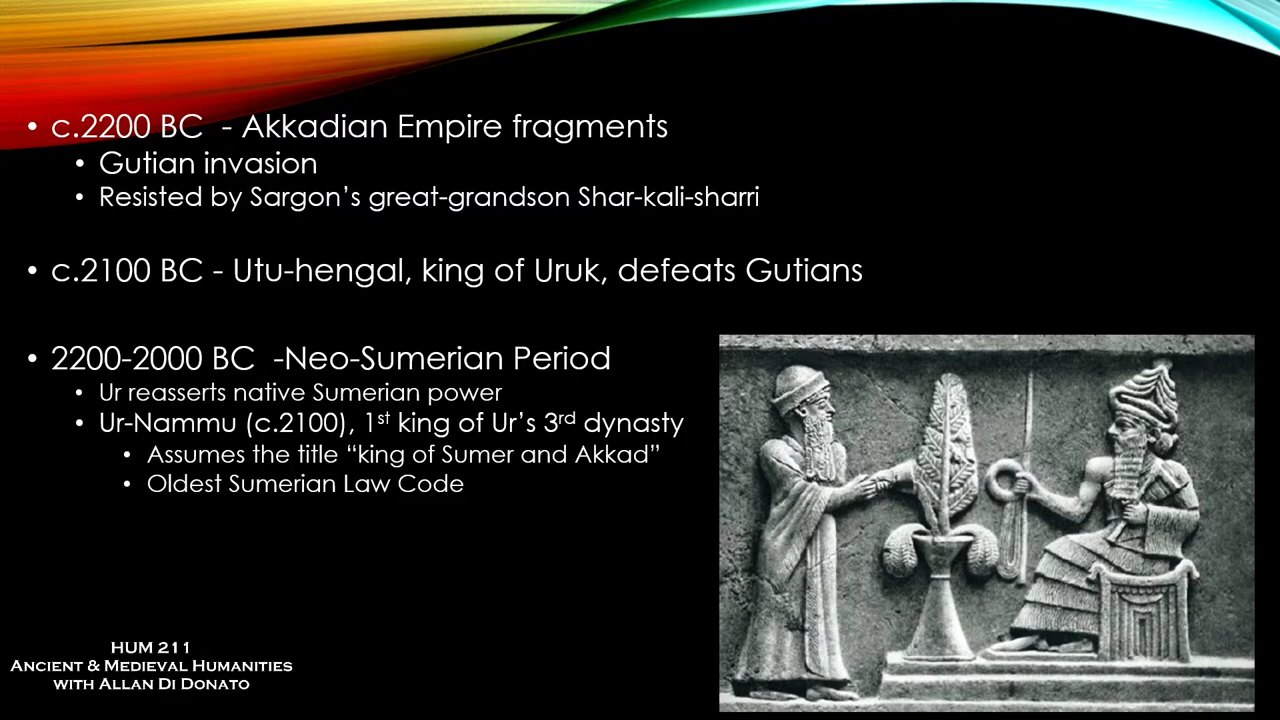 • c.2200 BC - Akkadian Empire fragments
• Gutian invasion
• Resisted by Sargon’s great-grandson Shar-kali-sharri
• c.2100 BC - Utu-hengal, king of Uruk, defeats Gutians
• 2200-2000 BC -Neo-Sumerian Period
• Ur reasserts native Sumerian power
• Ur-Nammu (c.2100), 1st king of Ur’s 3rd dynasty
• Assumes the title “king of Sumer and Akkad”
• Oldest Sumerian Law Code
HUM 211
Ancient & Medieval Humanities
with Allan Di Donato